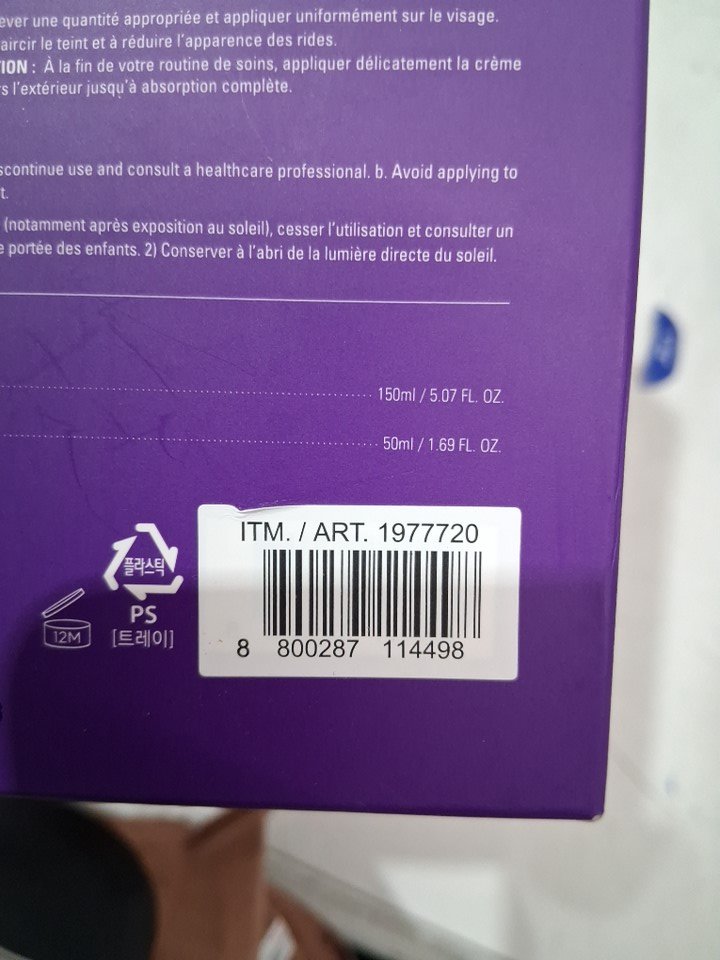 ever une quantité appropriée et appliquer uniformément sur le visage.
aircir le teint et à réduire l'apparence des rides.
ION : À la fin de votre routine de soins, appliquer délicatement la crème
s l'extérieur jusqu'à absorption complète.
scontinue use and consult a healthcare professional. b. Avoid applying to
t.
(notamment après exposition au soleil), cesser l'utilisation et consulter un
e portée des enfants. 2) Conserver à l'abri de la lumière directe du soleil.
150ml / 5.07 FL. OZ.
50ml / 1.69 FL. OZ.
ITM. / ART. 1977720
8 800287 114498
플라스틱
PS
[트레이]
12M